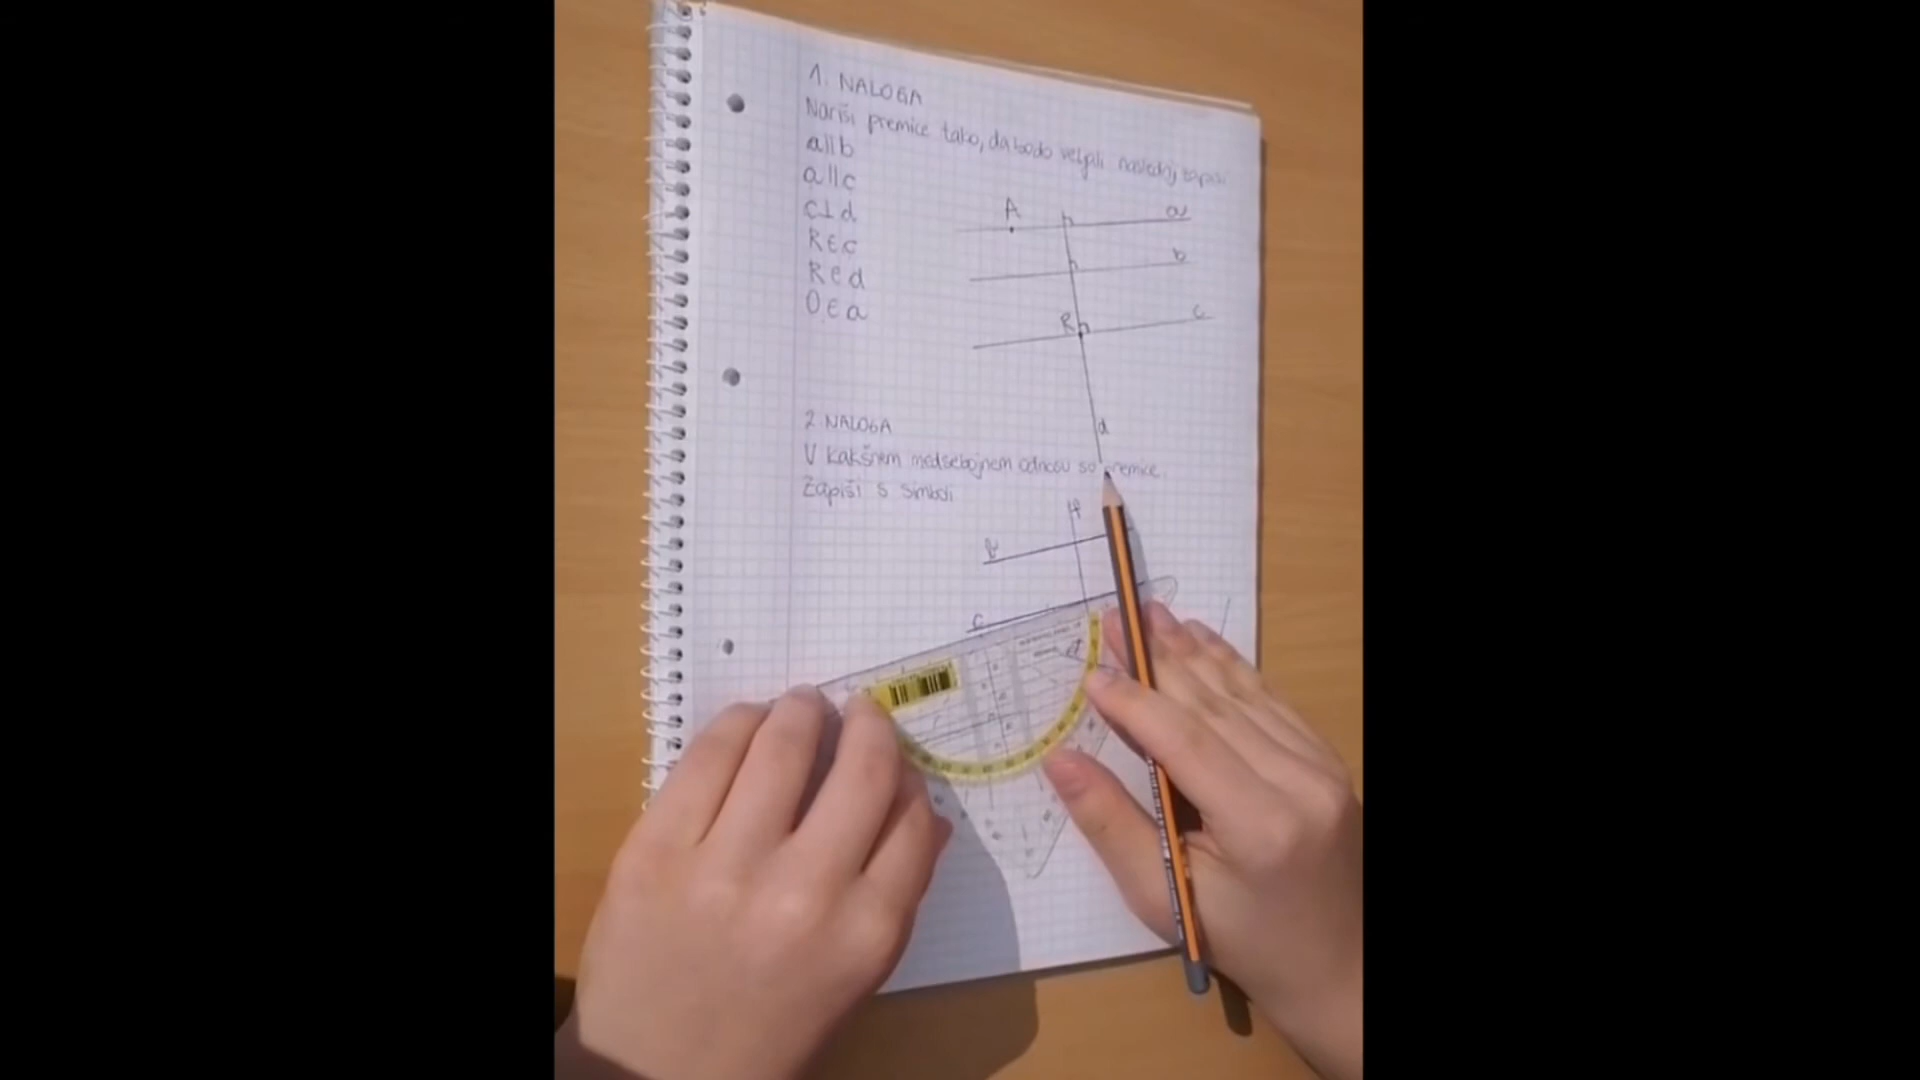 1. NALOGA
Nariši premice tako, da bodo veljali naslednji zapisi
a||b
a||c
c⊥d
R∈c
R∈d
O∈a
A
a
b
R
c
d
2. NALOGA
V kakšnem medsebojnem odnosu so premice.
Zapiši s simboli
c